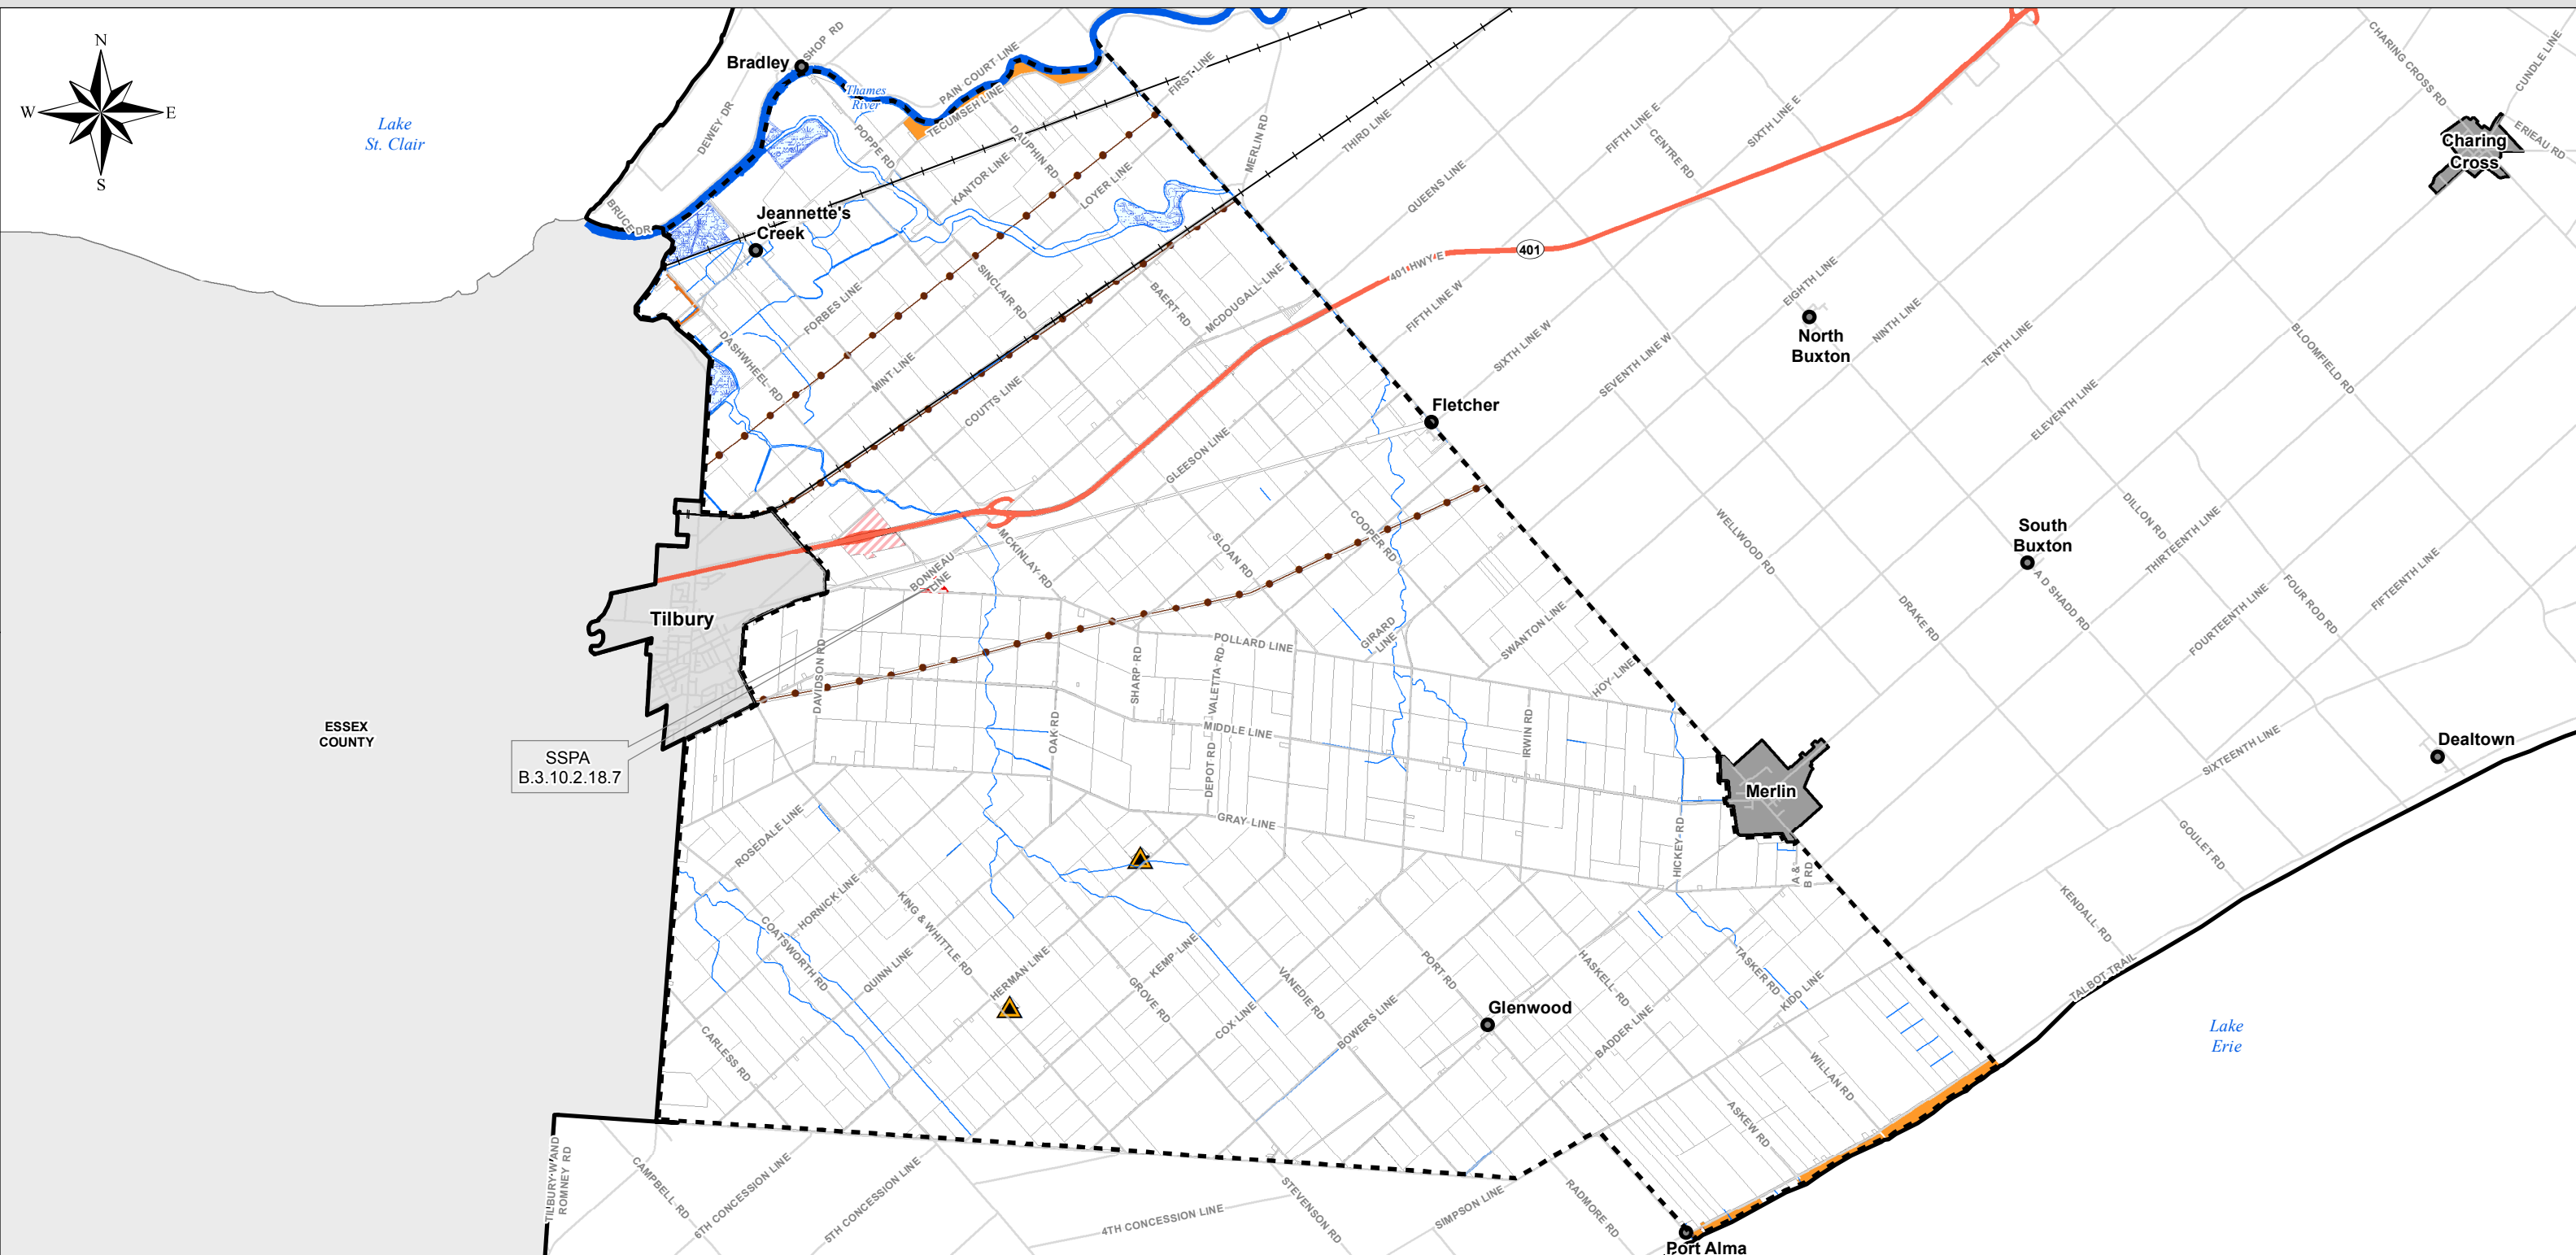 N
W
E
S
Lake
St. Clair
Bradley
BISHOP RD
DEWEY DR
Thames
River
PAIN COURT LINE
TECUMSEH LINE
FIRST LINE
POPPE RD
DAUPHIN RD
KANTOR LINE
LOYER LINE
MERLIN RD
THIRD LINE
BRUCE DR
Jeannette's
Creek
QUEENS LINE
FIFTH LINE E
CENTRE RD
SIXTH LINE E
CHARING CROSS RD
CUNDLE LINE
Charing
Cross
ERIEAU RD
401 HWY E
401
SINCLAIR RD
FORBES LINE
BAERT RD
MCDOUGALL LINE
FIFTH LINE W
SIXTH LINE W
SEVENTH LINE W
EIGHTH LINE
NINTH LINE
North
Buxton
TENTH LINE
BLOOMFIELD RD
DASHWHEEL RD
MINT LINE
COUTTS LINE
GLEESON LINE
Fletcher
ELEVENTH LINE
COOPER RD
SLOAN RD
MCKINLAY RD
BONNEAU
LINE
WELLWOOD RD
DILLON RD
THIRTEENTH LINE
South
Buxton
A D SHADD RD
DRAKE RD
FOURTEENTH LINE
FOUR ROD RD
FIFTEENTH LINE
Tilbury
DAVIDSON RD
SHARP RD
VALETTA RD
POLLARD LINE
GIRARD
LINE
SWANTON LINE
HOY LINE
ESSEX
COUNTY
SSPA
B.3.10.2.18.7
OAK RD
DEPOT RD
MIDDLE LINE
IRWIN RD
Merlin
SIXTEENTH LINE
Dealtown
GRAY LINE
HICKEY RD
A &
B RD
GOULET RD
ROSEDALE LINE
HORNICK LINE
COATSWORTH RD
KING & WHITTLE RD
QUINN LINE
HERMAN LINE
KEMP LINE
GROVE RD
COX LINE
VANEDIE RD
BOWERS LINE
PORT RD
Glenwood
HASKELL RD
BADDER LINE
TASKER RD
KIDD LINE
KENDALL RD
TALBOT TRAIL
Lake
Erie
CARLESS RD
WILLAN RD
ASKEW RD
TILBURY W AND
ROMNEY RD
CAMPBELL RD
6TH CONCESSION LINE
5TH CONCESSION LINE
4TH CONCESSION LINE
STEVENSON RD
SIMPSON LINE
RADMORE RD
Port Alma